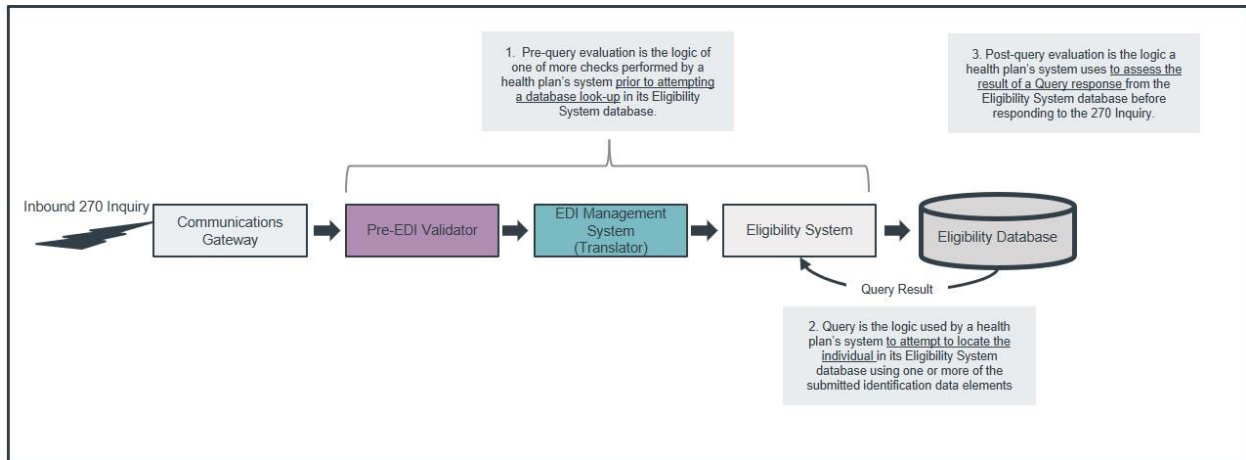 1. Pre-query evaluation is the logic of
one of more checks performed by a
health plan's system prior to attempting
a database look-up in its Eligibility
System database.
3. Post-query evaluation is the logic a
health plan's system uses to assess the
result of a Query response from the
Eligibility System database before
responding to the 270 Inquiry.
Inbound 270 Inquiry
Communications
Gateway
Pre-EDI Validator
EDI Management
System
(Translator)
Eligibility System
Eligibility Database
Query Result
2. Query is the logic used by a health
plan's system to attempt to locate the
individual in its Eligibility System
database using one or more of the
submitted identification data elements